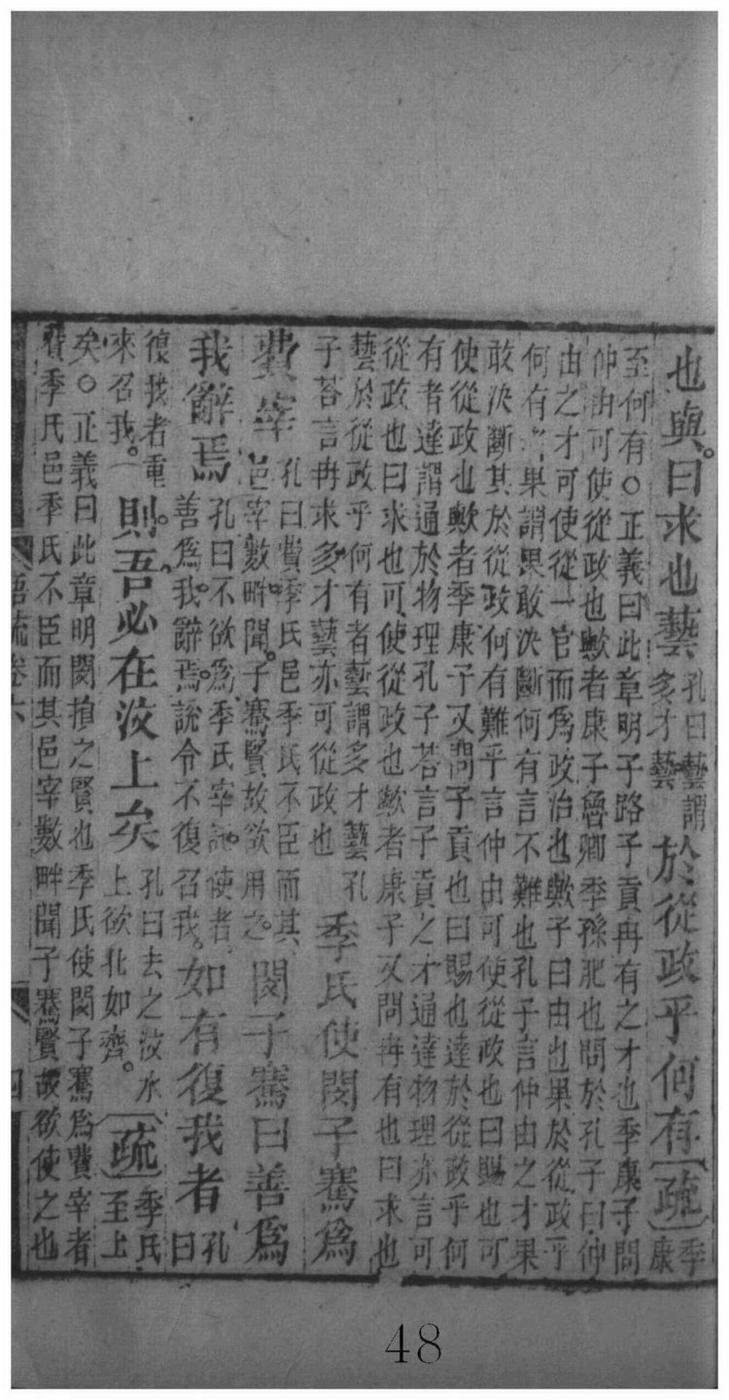 也與曰求也藝孔曰藝謂多才藝於從政乎何有疏季康
至何有○正義曰此章明子路子貢冉有之才也季康子問
仲由可使從政也歟者康子魯卿季孫肥也問於孔子曰仲
由之才可使從一官而爲政治也歟子曰由也果於從政乎
何有者果謂果敢決斷何有言不難也孔子言仲由之才果
敢決斷其於從政何有難乎言仲由可使從政也曰賜也可
使從政也歟者季康子又問子貢也曰賜也達於從政乎何
有者達謂通於物理孔子荅言子貢之才通達物理亦言可
從政也曰求也可使從政也歟者康子又問冉有也曰求也
藝於從政乎何有者藝謂多才藝孔
子荅言冉求多才藝亦可從政也季氏使閔子騫爲
費宰孔曰費季氏邑季氏不臣而其邑宰數畔聞子騫賢故欲用之閔子騫曰善爲
我辭焉孔曰不欲爲季氏宰託使者善爲我辭焉說令不復召我如有復我者孔曰
復我者重來召我則吾必在汶上矣孔曰去之汶水上欲北如齊疏季氏至上
矣○正義曰此章明閔損之賢也季氏使閔子騫爲費宰者
費季氏邑季氏不臣而其邑宰數畔聞子騫賢故欲使之也
語疏卷六
四
48